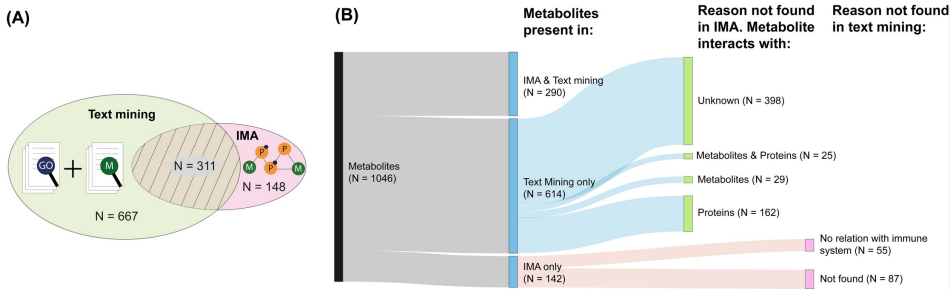 (A)
Text mining
IMA
GO
M
P
P
M
P
M
N = 311
N = 148
N = 667
(B)
Metabolites
present in:
Reason not found
in IMA. Metabolite
interacts with:
Reason not found
in text mining:
Metabolites
(N = 1046)
IMA & Text mining
(N = 290)
Text Mining only
(N = 614)
IMA only
(N = 142)
Unknown (N = 398)
Metabolites & Proteins (N = 25)
Metabolites (N = 29)
Proteins (N = 162)
No relation with immune
system (N = 55)
Not found (N = 87)